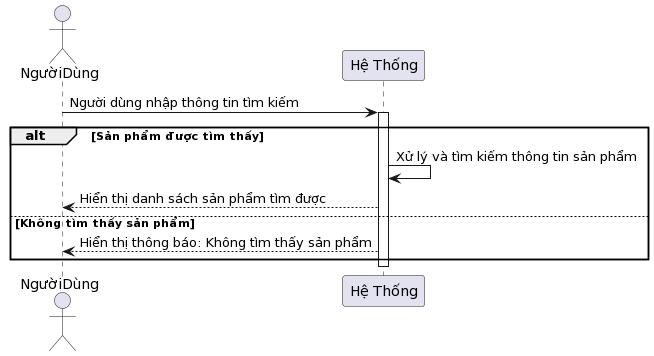 NgườiDùng
Hệ Thống
Người dùng nhập thông tin tìm kiếm
alt [Sản phẩm được tìm thấy]
Xử lý và tìm kiếm thông tin sản phẩm
Hiển thị danh sách sản phẩm tìm được
[Không tìm thấy sản phẩm]
Hiển thị thông báo: Không tìm thấy sản phẩm
NgườiDùng
Hệ Thống